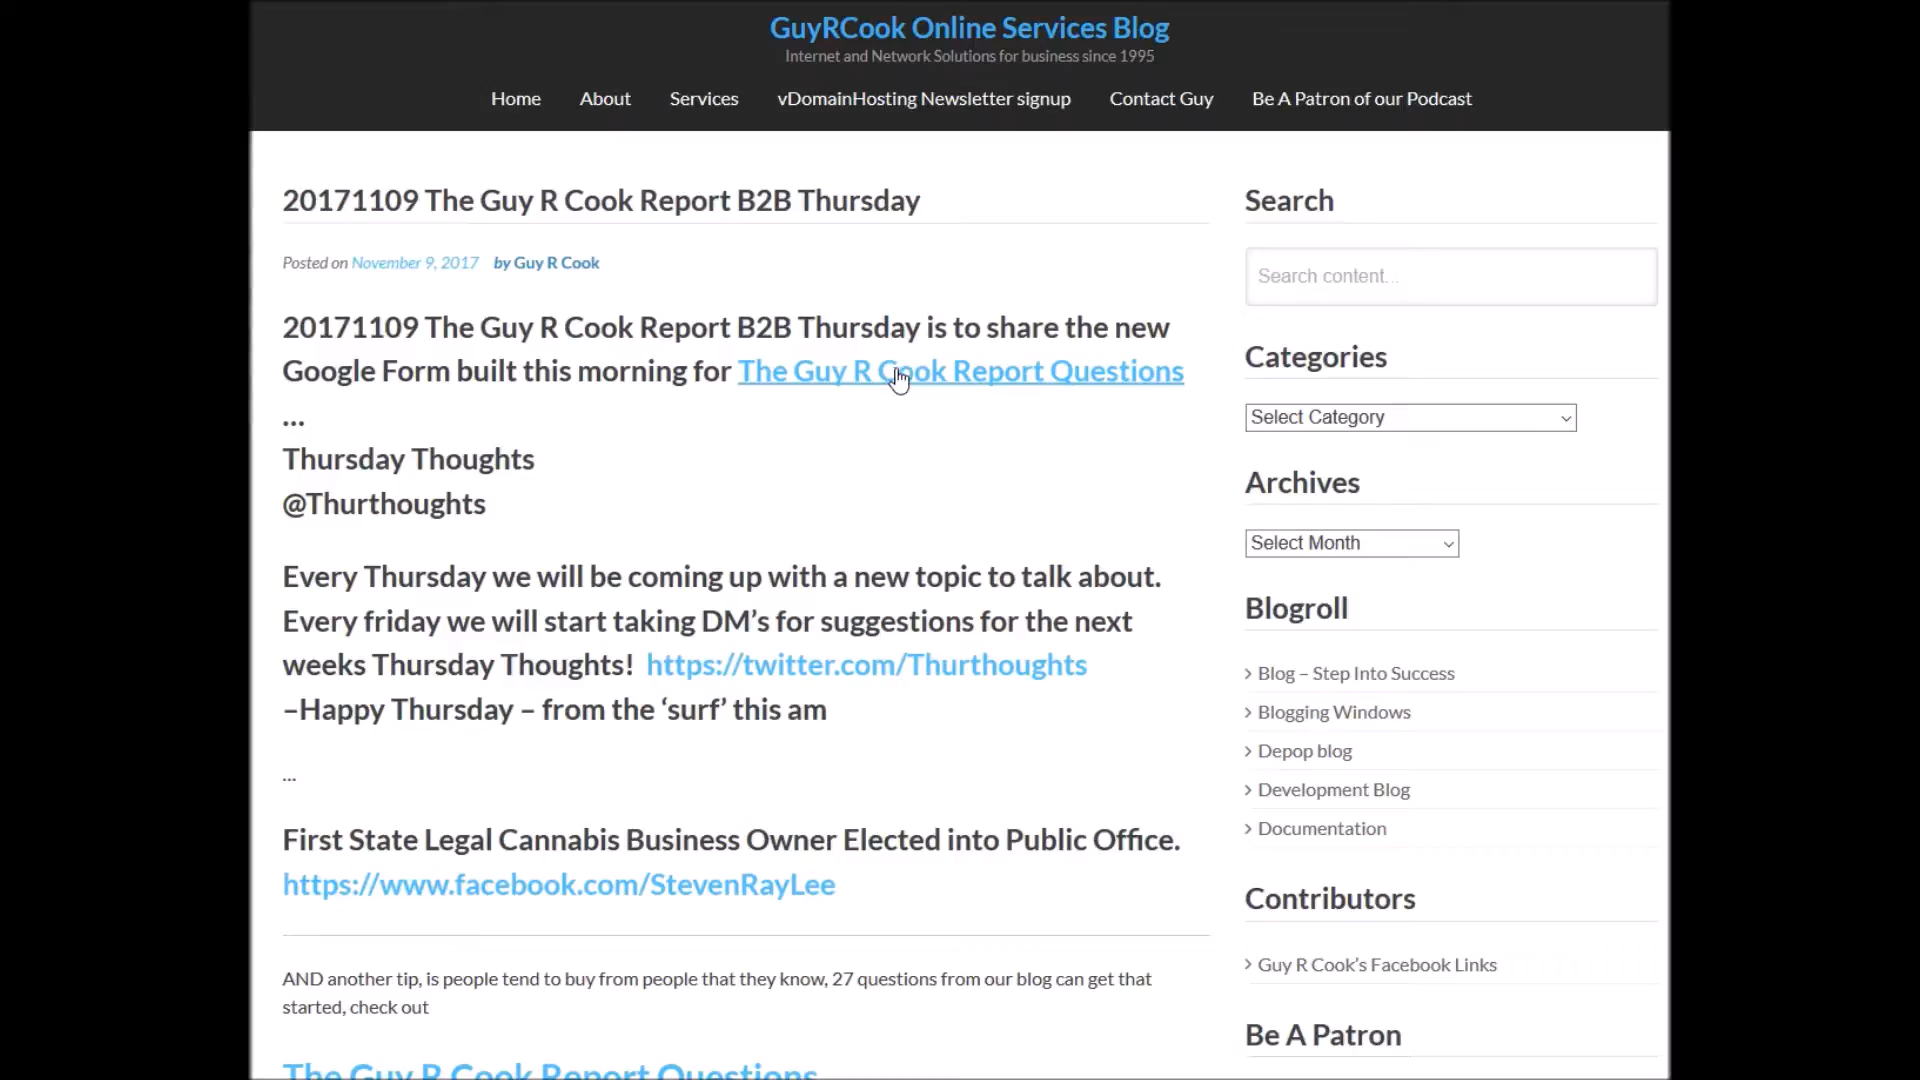 GuyRCook Online Services Blog
Internet and Network Solutions for business since 1995
Home About Services vDomainHosting Newsletter signup Contact Guy Be A Patron of our Podcast
20171109 The Guy R Cook Report B2B Thursday
Posted on November 9, 2017 by Guy R Cook
20171109 The Guy R Cook Report B2B Thursday is to share the new
Google Form built this morning for The Guy R Cook Report Questions
…
Thursday Thoughts
@Thurthoughts
Every Thursday we will be coming up with a new topic to talk about.
Every friday we will start taking DM’s for suggestions for the next
weeks Thursday Thoughts! https://twitter.com/Thurthoughts
–Happy Thursday – from the ‘surf’ this am
…
First State Legal Cannabis Business Owner Elected into Public Office.
https://www.facebook.com/StevenRayLee
AND another tip, is people tend to buy from people that they know, 27 questions from our blog can get that
started, check out
The Guy R Cook Report Questions
Search
Search content…
Categories
Select Category
Archives
Select Month
Blogroll
Blog – Step Into Success
Blogging Windows
Depop blog
Development Blog
Documentation
Contributors
Guy R Cook’s Facebook Links
Be A Patron